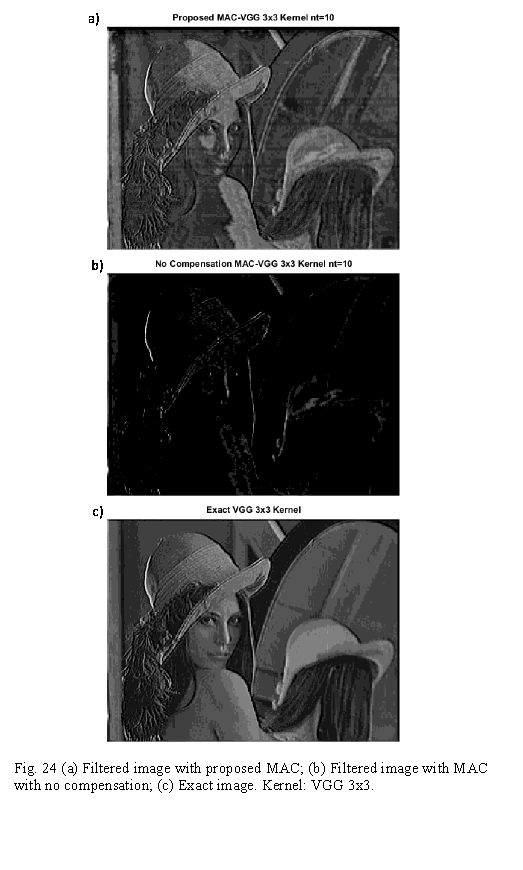 a)
Proposed MAC-VGG 3x3 Kernel nt=10
b)
No Compensation MAC-VGG 3x3 Kernel nt=10
c)
Exact VGG 3x3 Kernel
Fig. 24 (a) Filtered image with proposed MAC; (b) Filtered image with MAC
with no compensation; (c) Exact image. Kernel: VGG 3x3.